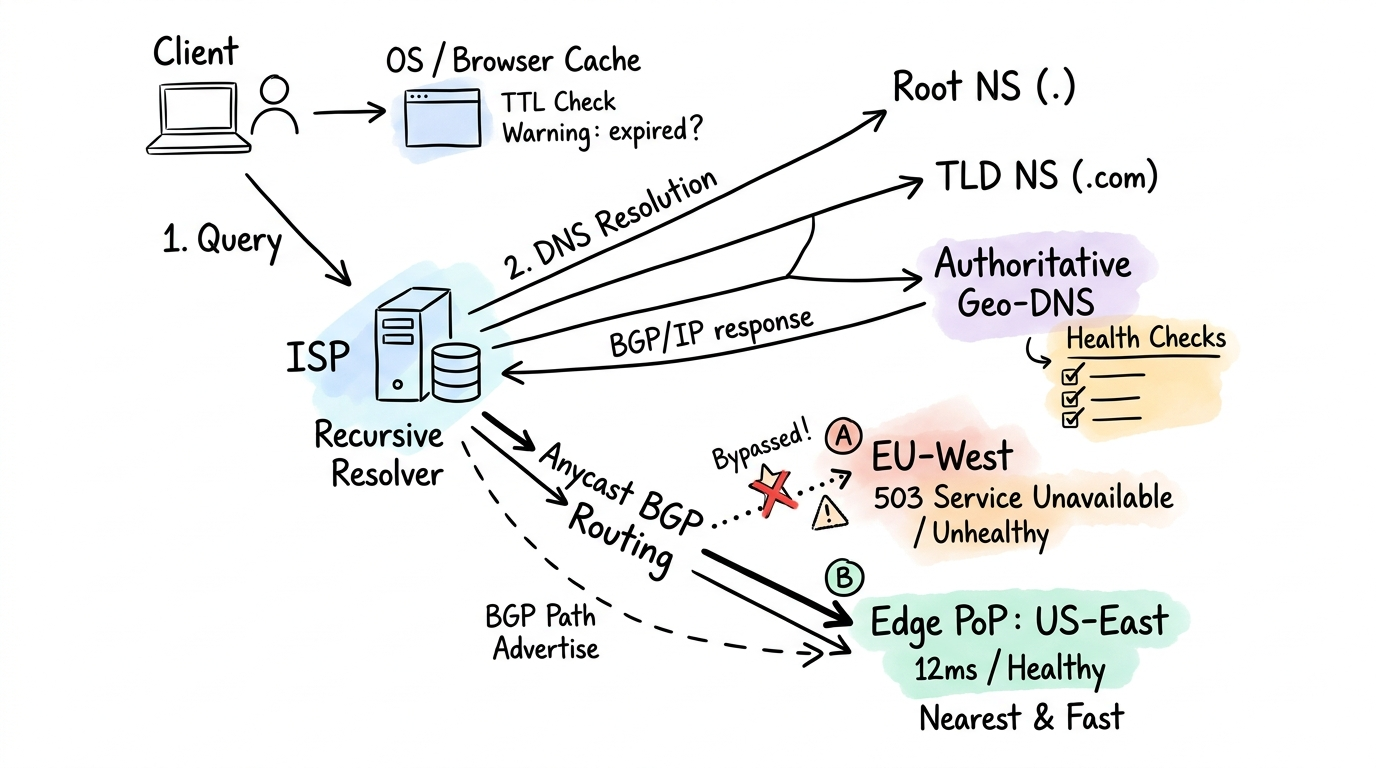 Client
OS / Browser Cache
TTL Check
Warning: expired?
1. Query
Root NS (.)
TLD NS (.com)
2. DNS Resolution
Authoritative
Geo-DNS
BGP/IP response
Health Checks
ISP
Recursive
Resolver
Anycast BGP
Routing
Bypassed!
A
EU-West
503 Service Unavailable
/ Unhealthy
B
Edge PoP: US-East
12ms / Healthy
Nearest & Fast
BGP Path
Advertise